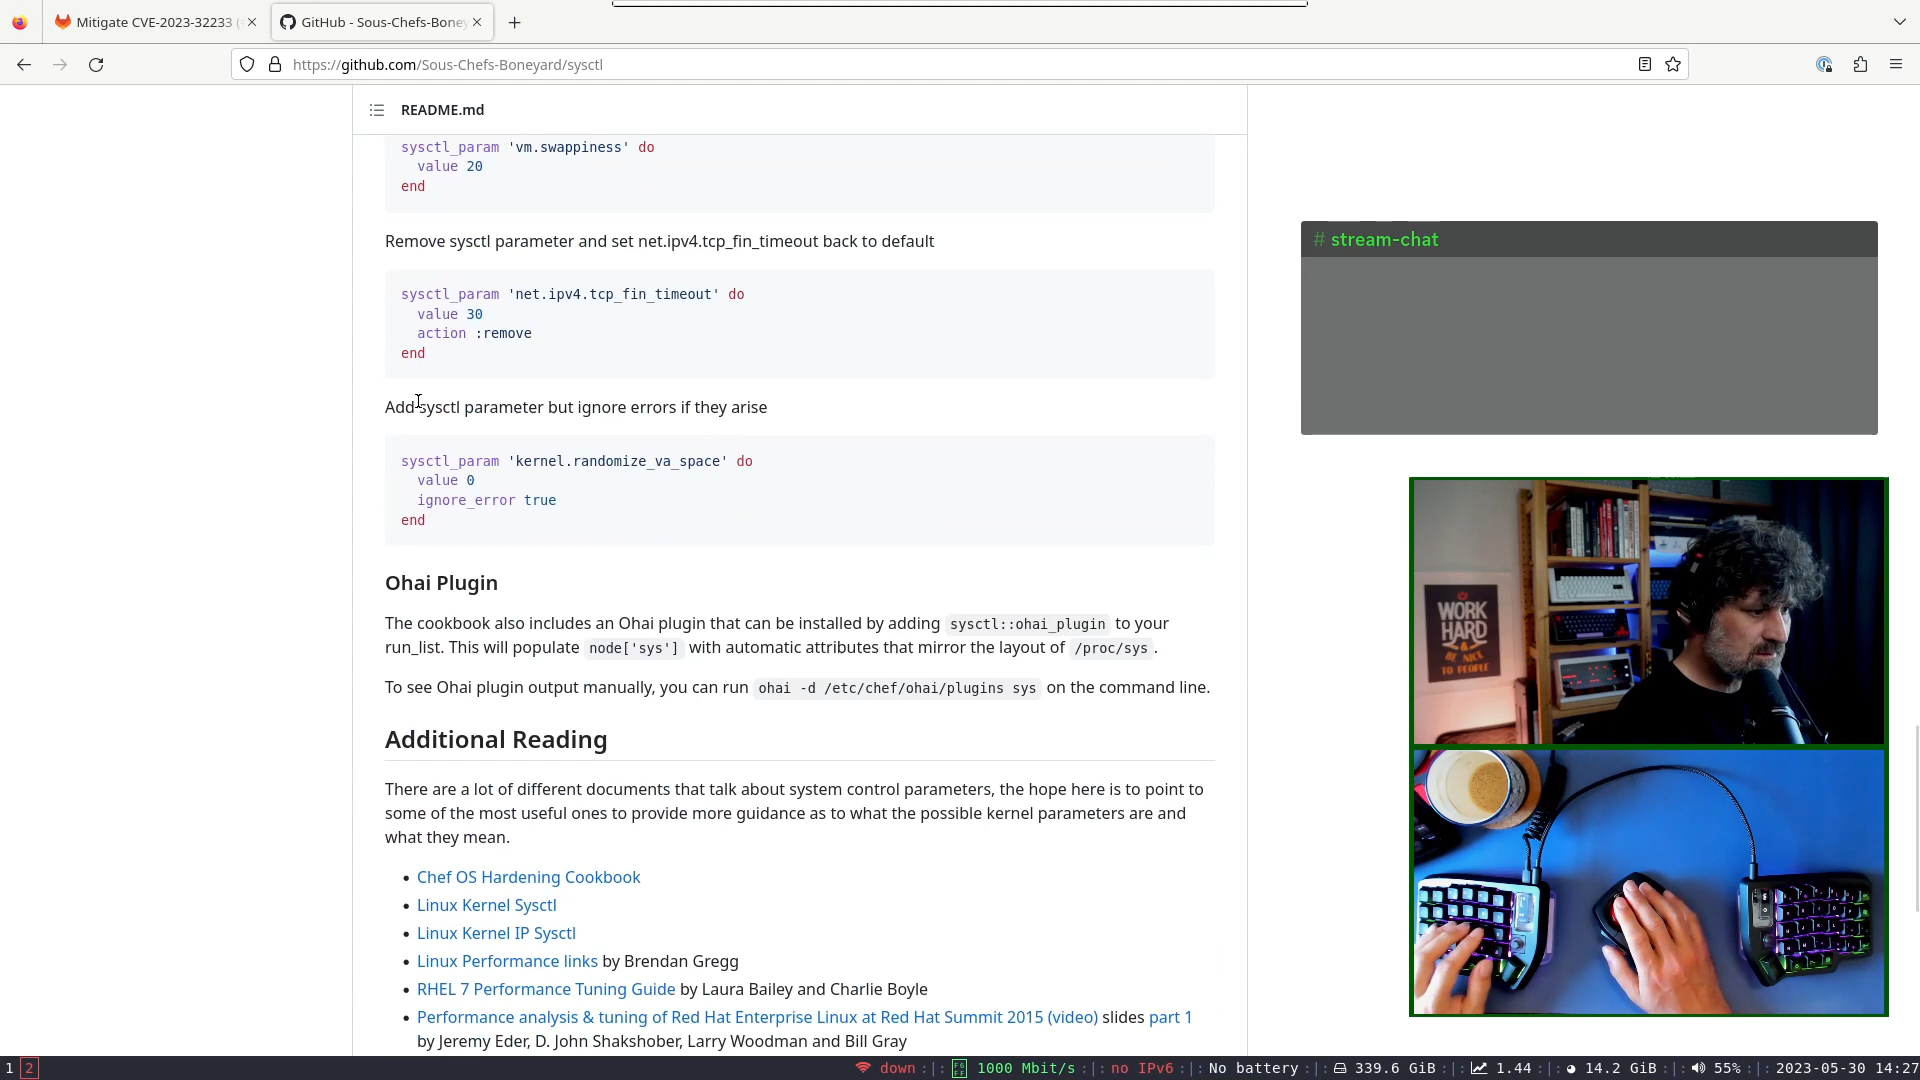 Mitigate CVE-2023-32233 (
GitHub - Sous-Chefs-Boney
https://github.com/Sous-Chefs-Boneyard/sysctl
README.md
sysctl_param 'vm.swappiness' do
value 20
end
Remove sysctl parameter and set net.ipv4.tcp_fin_timeout back to default
sysctl_param 'net.ipv4.tcp_fin_timeout' do
value 30
action :remove
end
Add sysctl parameter but ignore errors if they arise
sysctl_param 'kernel.randomize_va_space' do
value 0
ignore_error true
end
Ohai Plugin
The cookbook also includes an Ohai plugin that can be installed by adding sysctl::ohai_plugin to your
run_list. This will populate node['sys'] with automatic attributes that mirror the layout of /proc/sys.
To see Ohai plugin output manually, you can run ohai -d /etc/chef/ohai/plugins sys on the command line.
Additional Reading
There are a lot of different documents that talk about system control parameters, the hope here is to point to
some of the most useful ones to provide more guidance as to what the possible kernel parameters are and
what they mean.
• Chef OS Hardening Cookbook
• Linux Kernel Sysctl
• Linux Kernel IP Sysctl
• Linux Performance links by Brendan Gregg
• RHEL 7 Performance Tuning Guide by Laura Bailey and Charlie Boyle
• Performance analysis & tuning of Red Hat Enterprise Linux at Red Hat Summit 2015 (video) slides part 1
by Jeremy Eder, D. John Shakshober, Larry Woodman and Bill Gray
# stream-chat
WORK
HARD
& BE NICE
TO PEOPLE
1 2
down :|: 1000 Mbit/s :|: no IPv6 :|: No battery :|: 339.6 GiB :|: 1.44 :|: 14.2 GiB :|: 55% :|: 2023-05-30 14:27